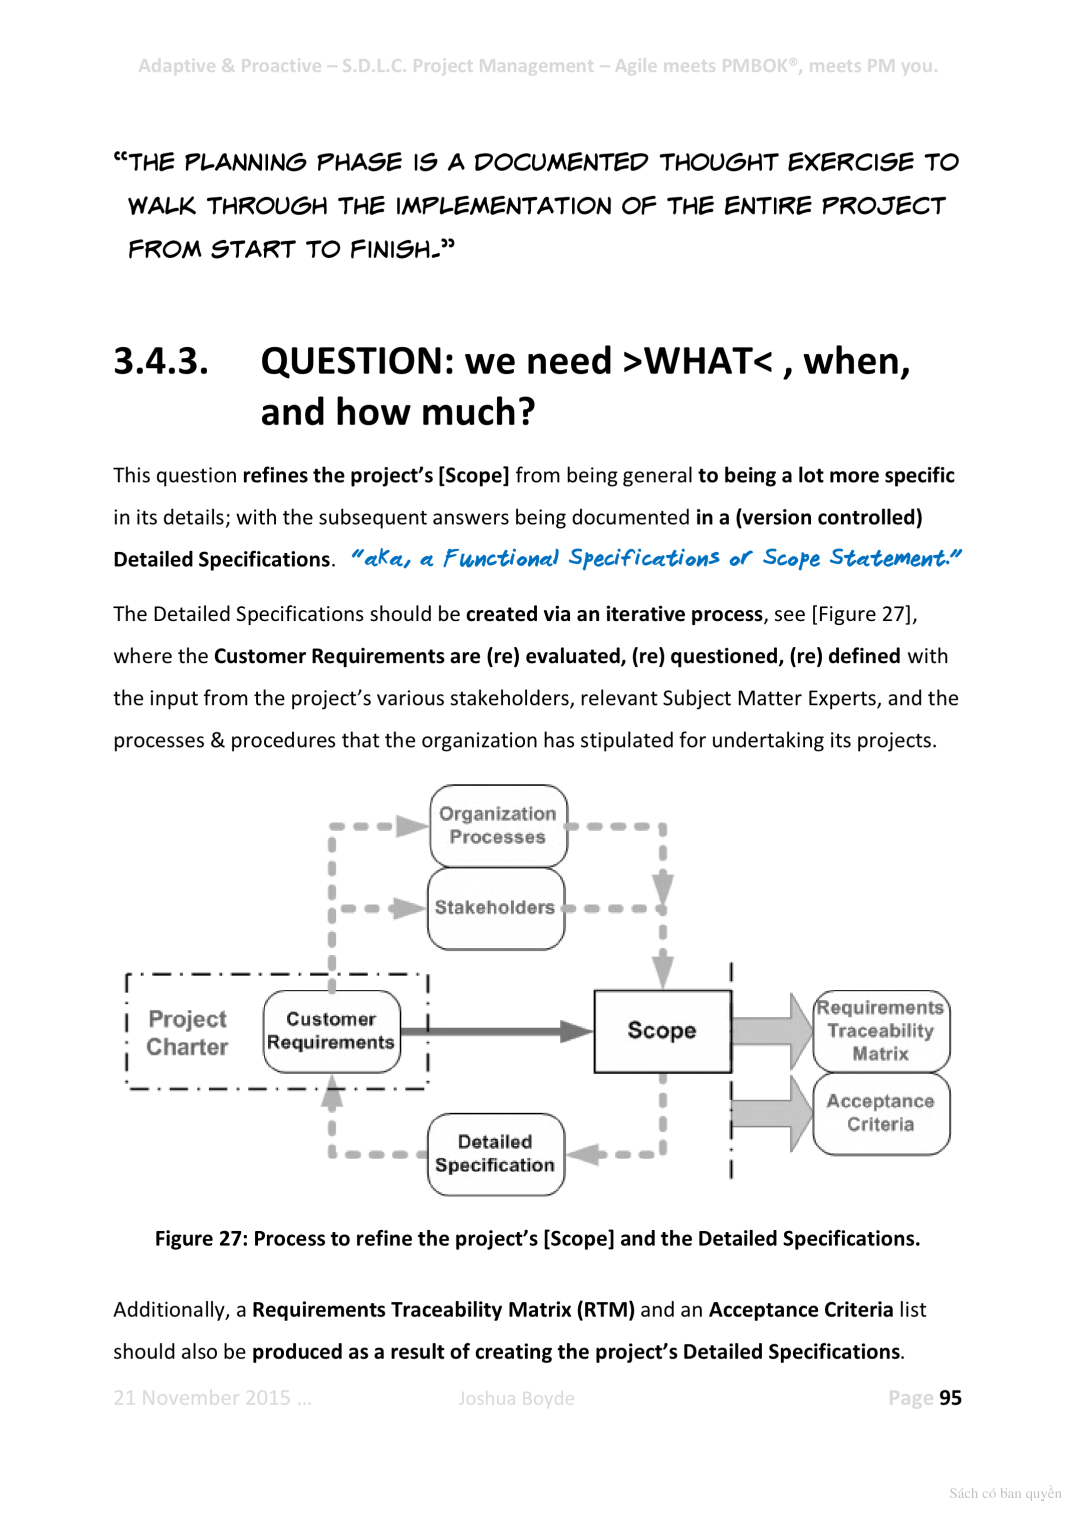 Adaptive & Proactive – S.D.L.C. Project Management – Agile meets PMBOK®, meets PM you.
“THE PLANNING PHASE IS A DOCUMENTED THOUGHT EXERCISE TO
WALK THROUGH THE IMPLEMENTATION OF THE ENTIRE PROJECT
FROM START TO FINISH.”
3.4.3. QUESTION: we need >WHAT< , when,
and how much?
This question refines the project’s [Scope] from being general to being a lot more specific
in its details; with the subsequent answers being documented in a (version controlled)
Detailed Specifications. “aka, a Functional Specifications or Scope Statement.”
The Detailed Specifications should be created via an iterative process, see [Figure 27],
where the Customer Requirements are (re) evaluated, (re) questioned, (re) defined with
the input from the project’s various stakeholders, relevant Subject Matter Experts, and the
processes & procedures that the organization has stipulated for undertaking its projects.
Organization
Processes
Stakeholders
Project
Charter
Customer
Requirements
Scope
Requirements
Traceability
Matrix
Acceptance
Criteria
Detailed
Specification
Figure 27: Process to refine the project’s [Scope] and the Detailed Specifications.
Additionally, a Requirements Traceability Matrix (RTM) and an Acceptance Criteria list
should also be produced as a result of creating the project’s Detailed Specifications.
21 November 2015 … Joshua Boyde Page 95
Sách có bản quyền